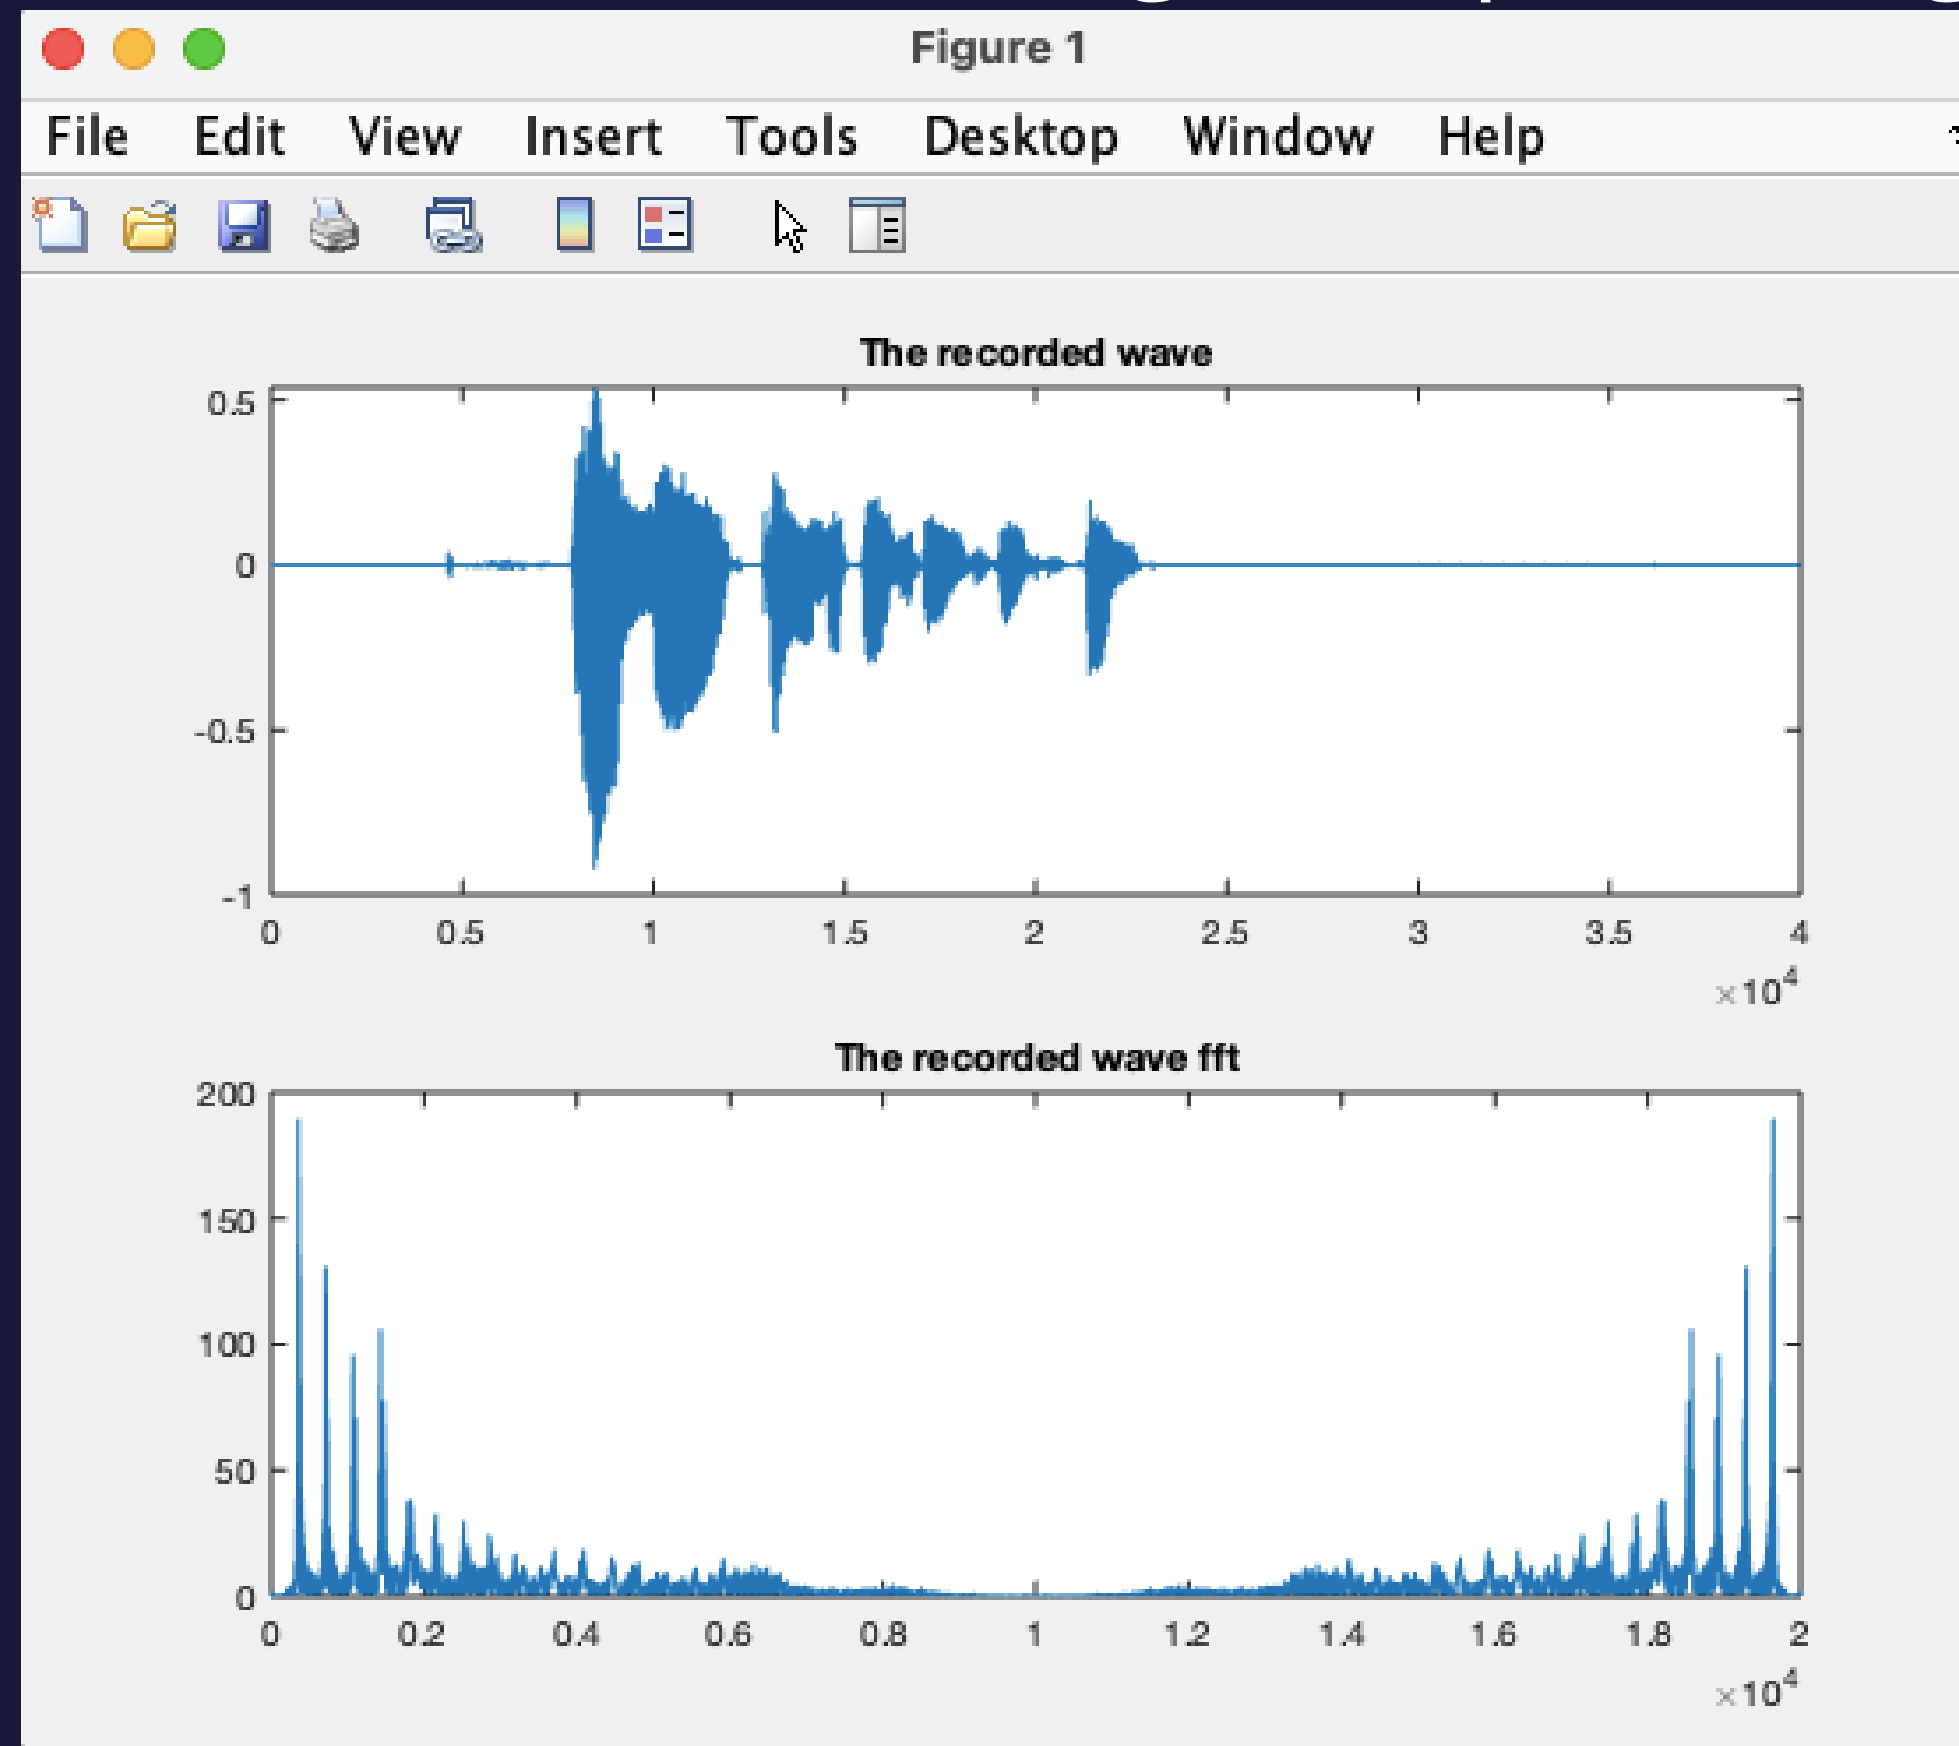 Figure 1
File Edit View Insert Tools Desktop Window Help
The recorded wave
0.5
0
-0.5
-1
0 0.5 1 1.5 2 2.5 3 3.5 4
×10⁴
The recorded wave fft
200
150
100
50
0
0 0.2 0.4 0.6 0.8 1 1.2 1.4 1.6 1.8 2
×10⁴